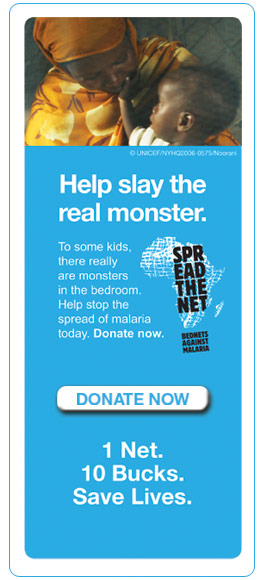 © UNICEF/NYHQ2006-0575/Noorani
Help slay the
real monster.
To some kids,
there really
are monsters
in the bedroom.
Help stop the
spread of malaria
today. Donate now.
SPR
EAD
THE
NET
BEDNETS
AGAINST
MALARIA
DONATE NOW
1 Net.
10 Bucks.
Save Lives.